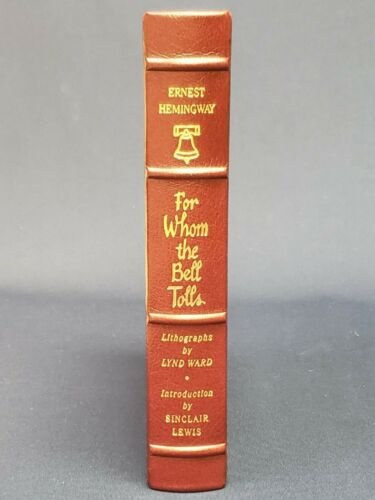 ERNEST
HEMINGWAY
For
Whom
the
Bell
Tolls
Lithographs
by
LYND WARD
Introduction
by
SINCLAIR
LEWIS